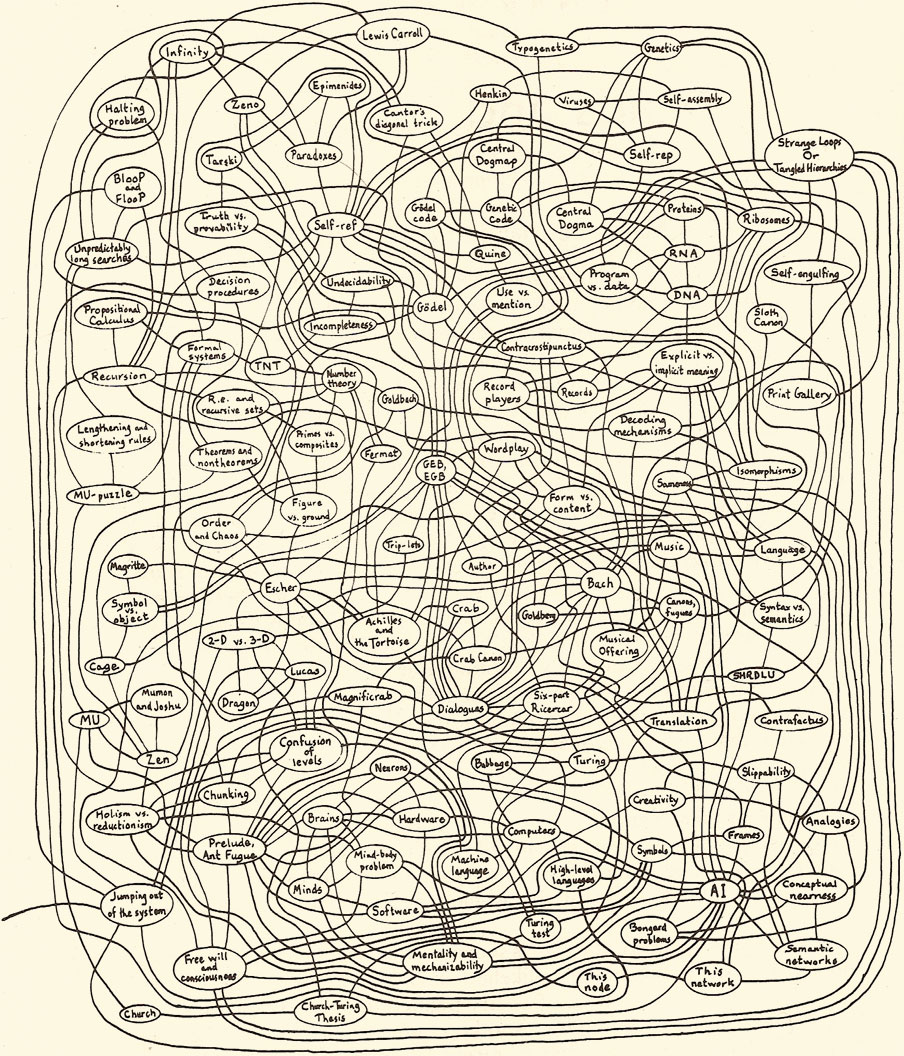 Lewis Carroll
Typogenetics
Genetics
Infinity
Epimenides
Henkin
Viruses
Self-assembly
Zeno
Halting
problem
Cantor's
diagonal trick
Strange Loops
Or
Tangled Hierarchies
Tarski
Paradoxes
Central
Dogmap
Self-rep
BlooP
and
FlooP
Truth vs.
provability
Self-ref
Gödel
code
Genetic
Code
Central
Dogma
Proteins
Ribosomes
Unpredictably
long searches
Quine
RNA
Self-engulfing
Decision
procedures
Undecidability
Use vs.
mention
Program
vs. data
DNA
Propositional
Calculus
Incompleteness
Gödel
Sloth
Canon
Formal
systems
TNT
Contracrostipunctus
Explicit vs.
implicit meaning
Recursion
Number
theory
Record
players
Records
Print Gallery
R.e. and
recursive sets
Goldbach
Lengthening and
shortening rules
Primes vs.
composites
Decoding
mechanisms
Theorems and
nontheorems
Fermat
Wordplay
GEB,
EGB
Isomorphisms
MU-puzzle
Sameness
Figure
vs. ground
Form vs.
content
Order
and Chaos
Trip-lets
Music
Language
Magritte
Author
Escher
Bach
Symbol
vs.
object
Crab
Goldberg
Canons,
fugues
Syntax vs.
semantics
2-D vs. 3-D
Achilles
and
the Tortoise
Musical
Offering
Cage
Lucas
Crab Canon
SHRDLU
Mumon
and Joshu
Dragon
Magnificrab
Dialogues
Six-part
Ricercar
MU
Translation
Contrafactus
Zen
Confusion
of
levels
Neurons
Babbage
Turing
Slippability
Chunking
Creativity
Holism vs.
reductionism
Brains
Hardware
Computers
Frames
Analogies
Prelude,
Ant Fugue
Mind-body
problem
Machine
language
High-level
languages
Symbols
Minds
AI
Conceptual
nearness
Jumping out
of the system
Software
Turing
test
Bongard
problems
Free will
and
consciousness
Mentality and
mechanizability
Semantic
networks
This
node
This
network
Church
Church-Turing
Thesis